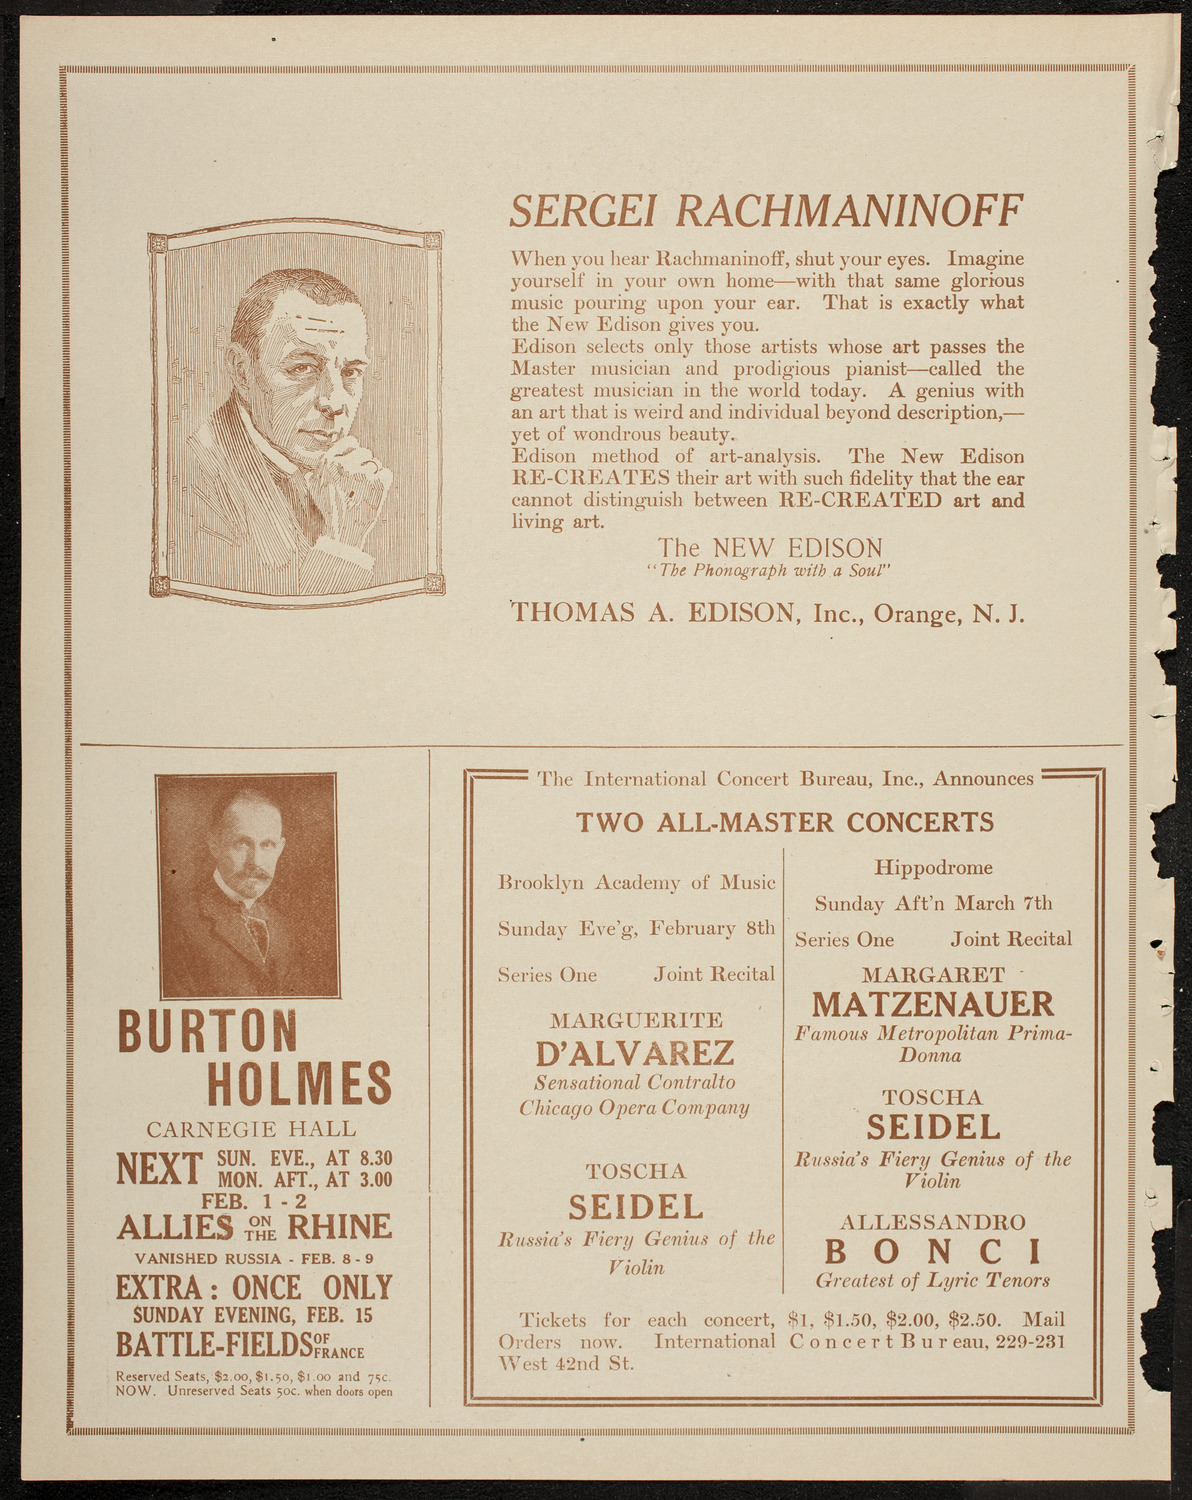 SERGEI RACHMANINOFF
When you hear Rachmaninoff, shut your eyes. Imagine
yourself in your own home—with that same glorious
music pouring upon your ear. That is exactly what
the New Edison gives you.
Edison selects only those artists whose art passes the
Master musician and prodigious pianist—called the
greatest musician in the world today. A genius with
an art that is weird and individual beyond description,—
yet of wondrous beauty.
Edison method of art-analysis. The New Edison
RE-CREATES their art with such fidelity that the ear
cannot distinguish between RE-CREATED art and
living art.
The NEW EDISON
"The Phonograph with a Soul"
THOMAS A. EDISON, Inc., Orange, N. J.
BURTON
HOLMES
CARNEGIE HALL
NEXT SUN. EVE., AT 8.30
MON. AFT., AT 3.00
FEB. 1 - 2
ALLIES ON THE RHINE
VANISHED RUSSIA - FEB. 8 - 9
EXTRA: ONCE ONLY
SUNDAY EVENING, FEB. 15
BATTLE-FIELDS OF FRANCE
Reserved Seats, $2.00, $1.50, $1.00 and 75c.
NOW. Unreserved Seats 50c. when doors open
The International Concert Bureau, Inc., Announces
TWO ALL-MASTER CONCERTS
Brooklyn Academy of Music
Sunday Eve'g, February 8th
Series One Joint Recital
MARGUERITE
D'ALVAREZ
Sensational Contralto
Chicago Opera Company
TOSCHA
SEIDEL
Russia's Fiery Genius of the
Violin
Hippodrome
Sunday Aft'n March 7th
Series One Joint Recital
MARGARET
MATZENAUER
Famous Metropolitan Prima-
Donna
TOSCHA
SEIDEL
Russia's Fiery Genius of the
Violin
ALLESSANDRO
BONCI
Greatest of Lyric Tenors
Tickets for each concert, $1, $1.50, $2.00, $2.50. Mail
Orders now. International Concert Bureau, 229-231
West 42nd St.